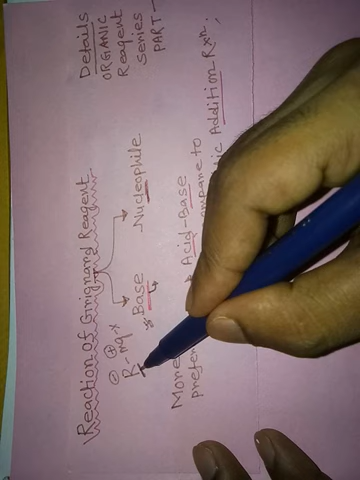 Details
ORGANIC
Reagent
Series
PART-
Reaction of Grignard Reagent
⊖ ⊕
R-Mg-X
Base Nucleophile
More Acid-Base
prefer
to
Addition Rxn;